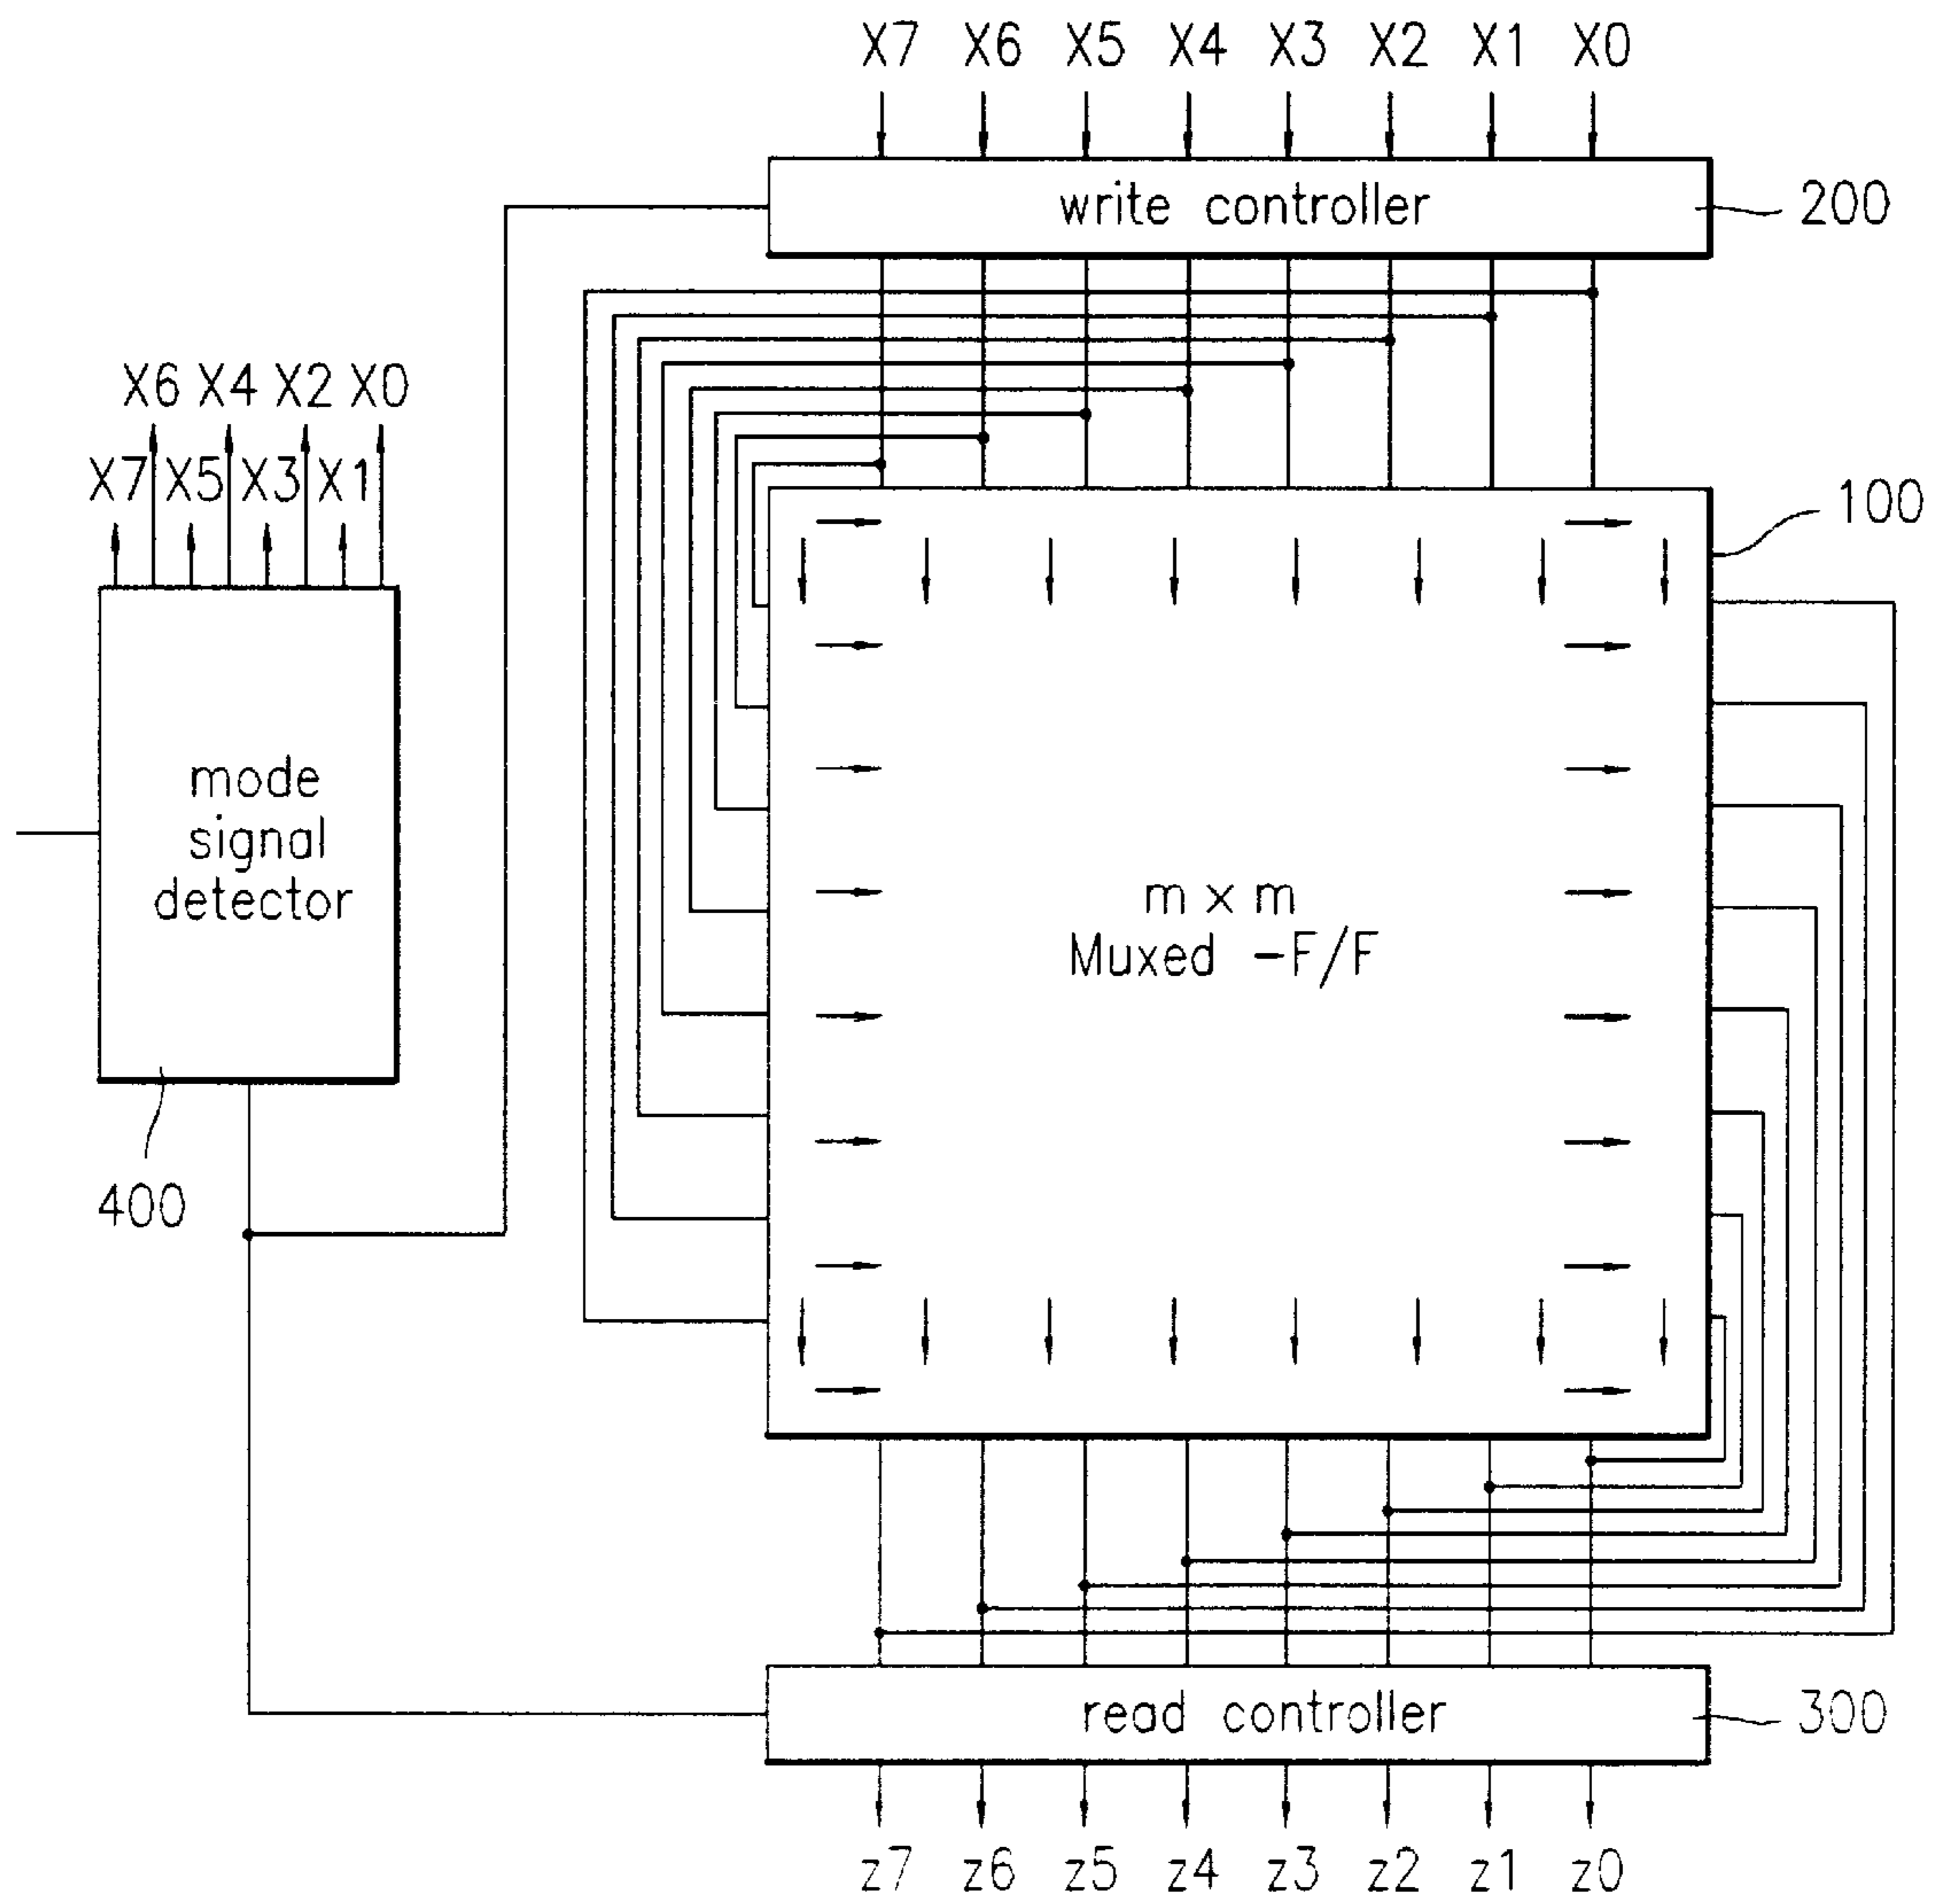 X7 X6 X5 X4 X3 X2 X1 X0
write controller
200
X6 X4 X2 X0
X7 X5 X3 X1
100
mode
signal
detector
m × m
Muxed -F/F
400
read controller
300
z7 z6 z5 z4 z3 z2 z1 z0